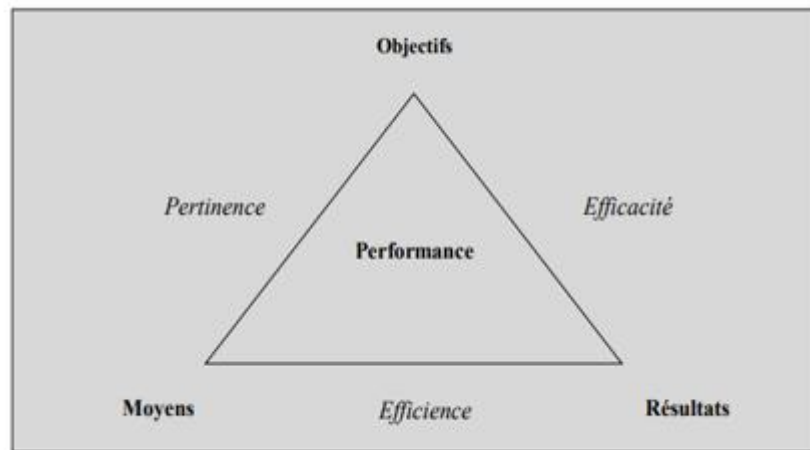 Objectifs
Pertinence
Efficacité
Performance
Moyens
Efficience
Résultats